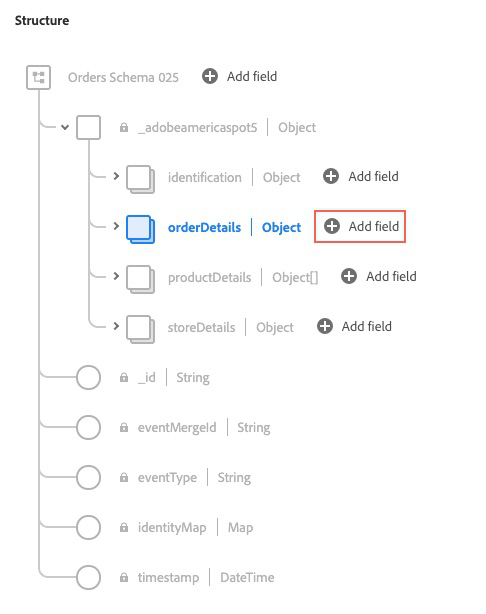 Structure
Orders Schema 025 Add field
_adobeamericapot5 | Object
identification | Object Add field
orderDetails | Object Add field
productDetails | Object[] Add field
storeDetails | Object Add field
_id | String
eventMergeId | String
eventType | String
identityMap | Map
timestamp | DateTime